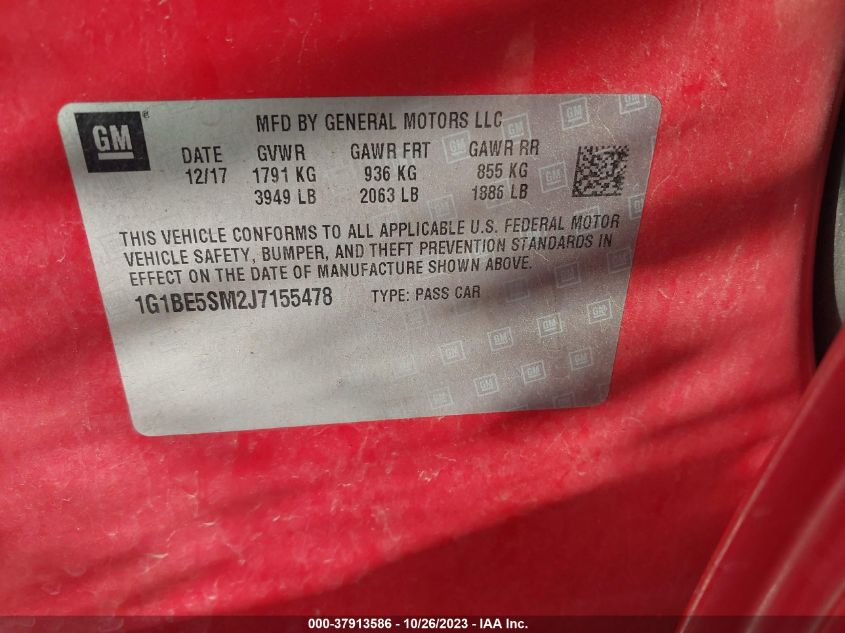 GM ®
MFD BY GENERAL MOTORS LLC
DATE GVWR GAWR FRT GAWR RR
12/17 1791 KG 936 KG 855 KG
3949 LB 2063 LB 1886 LB
THIS VEHICLE CONFORMS TO ALL APPLICABLE U.S. FEDERAL MOTOR
VEHICLE SAFETY, BUMPER, AND THEFT PREVENTION STANDARDS IN
EFFECT ON THE DATE OF MANUFACTURE SHOWN ABOVE.
1G1BE5SM2J7155478 TYPE: PASS CAR
000-37913586 - 10/26/2023 - IAA Inc.